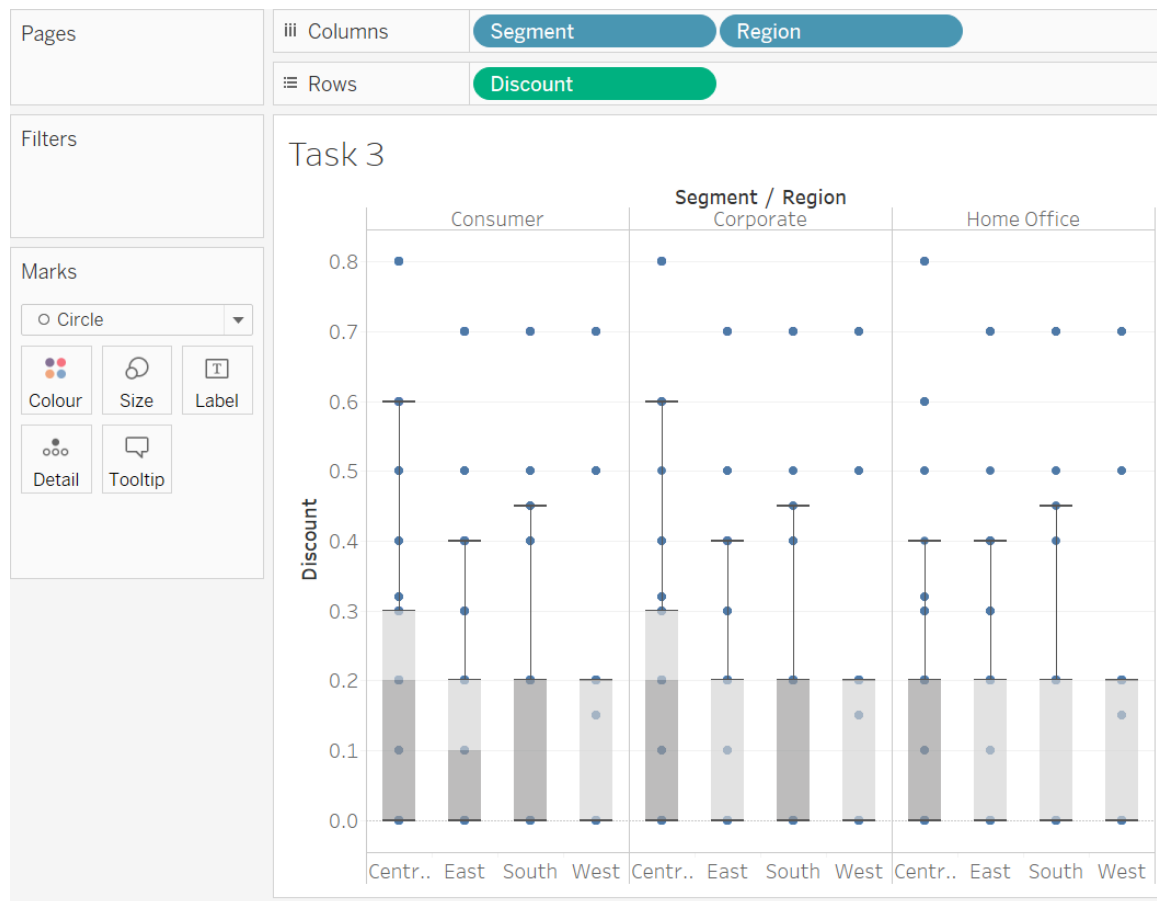 Pages
Columns
Segment
Region
Rows
Discount
Filters
Marks
Circle
Colour
Size
T
Label
Detail
Tooltip
Task 3
Segment / Region
Consumer
Corporate
Home Office
Discount
0.8
0.7
0.6
0.5
0.4
0.3
0.2
0.1
0.0
Centr.. East South West Centr.. East South West Centr.. East South West